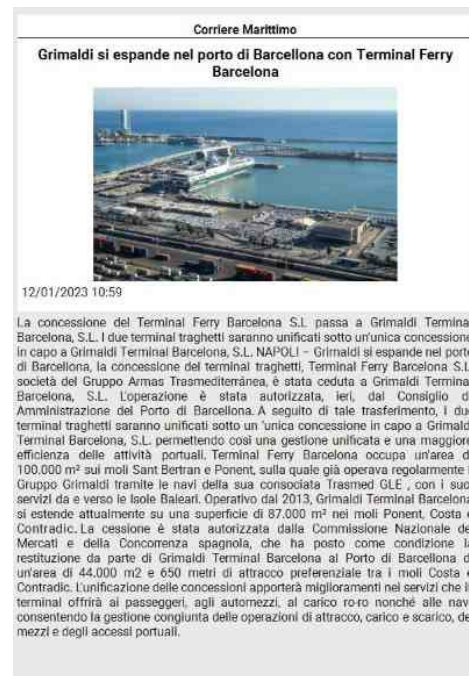 Corriere Marittimo
Grimaldi si espande nel porto di Barcellona con Terminal Ferry
Barcelona
12/01/2023 10:59
La concessione del Terminal Ferry Barcelona S.L passa a Grimaldi Termina
Barcelona, S.L. I due terminal traghetti saranno unificati sotto un'unica concessione
in capo a Grimaldi Terminal Barcelona, S.L. NAPOLI – Grimaldi si espande nel porto
di Barcellona, la concessione del terminal traghetti, Terminal Ferry Barcelona S.L
società del Gruppo Armas Trasmediterránea, è stata ceduta a Grimaldi Termina
Barcelona, S.L. L'operazione è stata autorizzata, ieri, dal Consiglio d
Amministrazione del Porto di Barcellona. A seguito di tale trasferimento, i due
terminal traghetti saranno unificati sotto un 'unica concessione in capo a Grimald
Terminal Barcelona, S.L. permettendo così una gestione unificata e una maggiore
efficienza delle attività portuali. Terminal Ferry Barcelona occupa un'area d
100.000 m² sui moli Sant Bertran e Ponent, sulla quale già operava regolarmente i
Gruppo Grimaldi tramite le navi della sua consociata Trasmed GLE , con i suo
servizi da e verso le Isole Baleari. Operativo dal 2013, Grimaldi Terminal Barcelona
si estende attualmente su una superficie di 87.000 m² nei moli Ponent, Costa e
Contradic. La cessione è stata autorizzata dalla Commissione Nazionale de
Mercati e della Concorrenza spagnola, che ha posto come condizione la
restituzione da parte di Grimaldi Terminal Barcelona al Porto di Barcellona d
un'area di 44.000 m2 e 650 metri di attracco preferenziale tra i moli Costa e
Contradic. L'unificazione delle concessioni apporterà miglioramenti nei servizi che i
terminal offrirà ai passeggeri, agli automezzi, al carico ro-ro nonché alle nav
consentendo la gestione congiunta delle operazioni di attracco, carico e scarico, de
mezzi e degli accessi portuali.